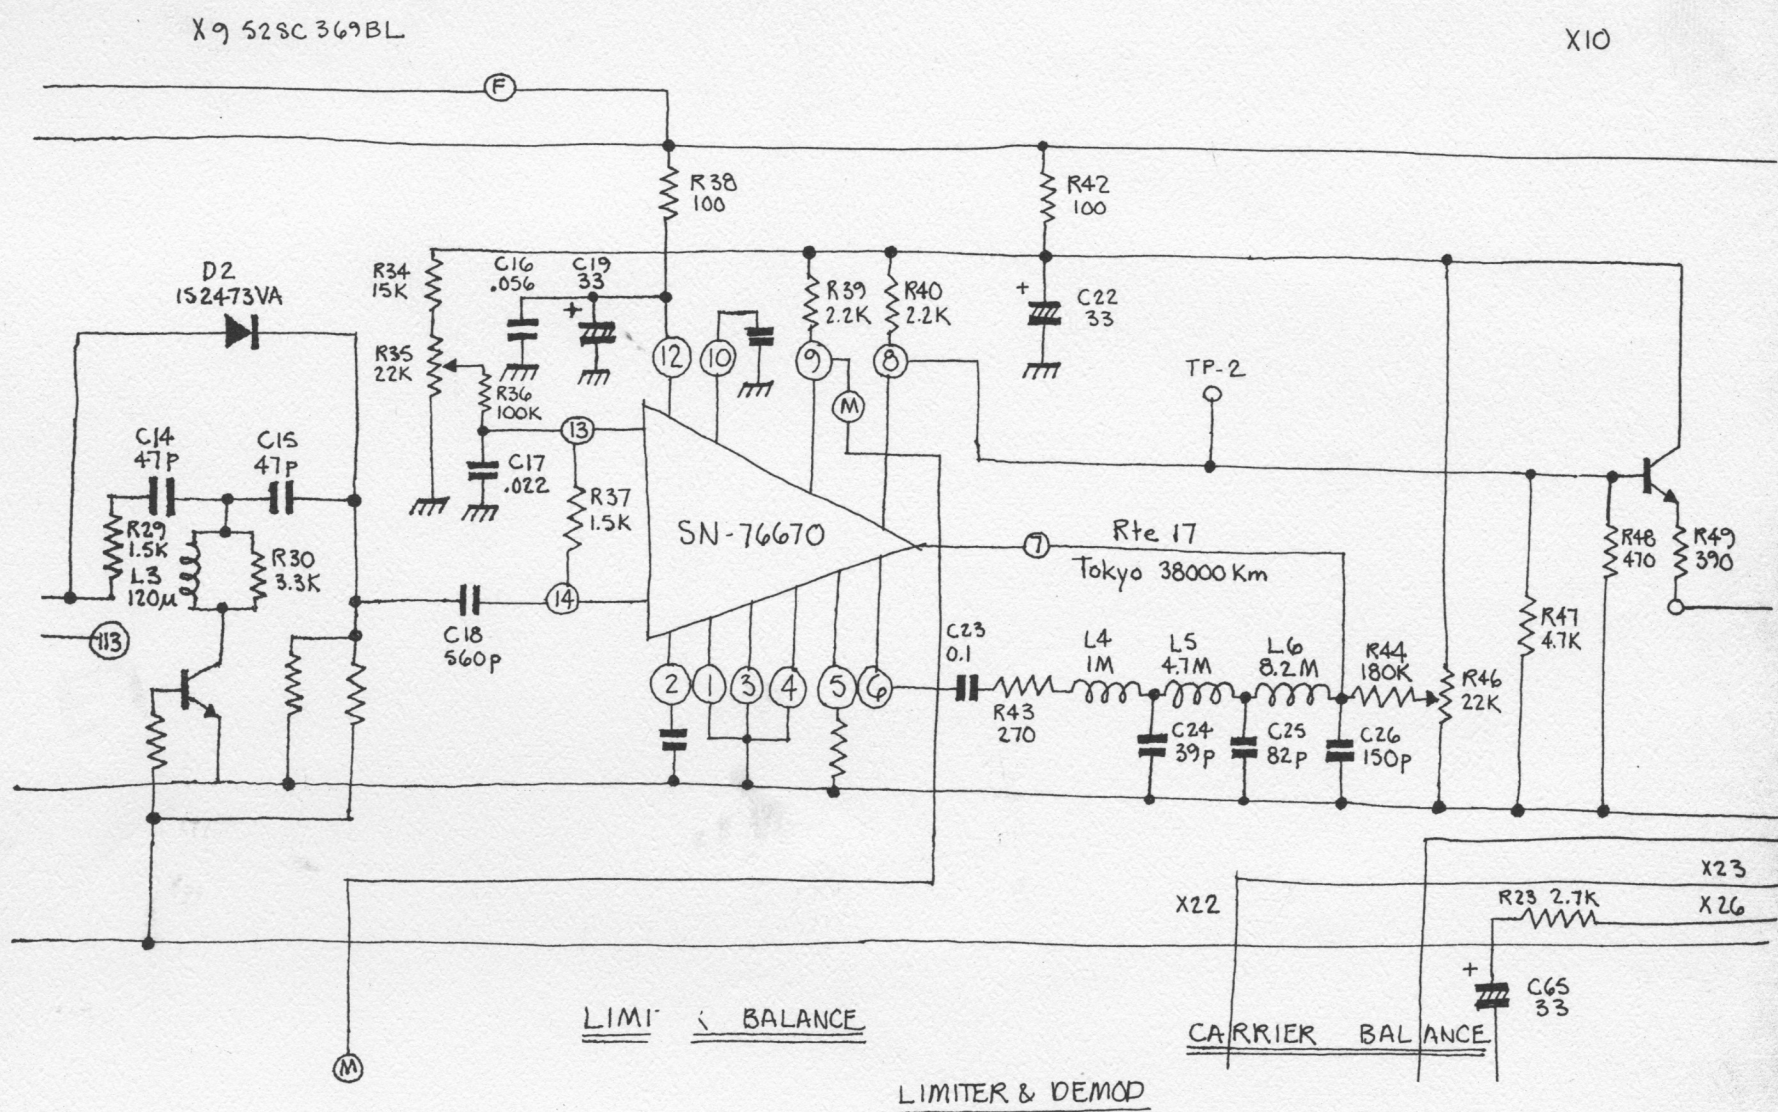 X9 52SC369BL
X10
F
R38
100
R42
100
D2
1S2473VA
R34
15K
C16
.056
C19
33
+
R39
2.2K
R40
2.2K
+
C22
33
R35
22K
12
10
9
8
TP-2
R36
100K
M
13
C14
47p
C15
47p
C17
.022
R37
1.5K
SN-76670
7
Rte 17
Tokyo 38000Km
R29
1.5K
L3
120μ
R30
3.3K
R48
470
R49
390
14
C18
560p
113
R47
4.7K
C23
0.1
L4
1M
L5
4.7M
L6
8.2M
R44
180K
R46
22K
2
1
3
4
5
6
R43
270
C24
39p
C25
82p
C26
150p
X22
X23
R23 2.7K
X26
+
C65
33
LIMI
BALANCE
CARRIER BALANCE
M
LIMITER & DEMOD